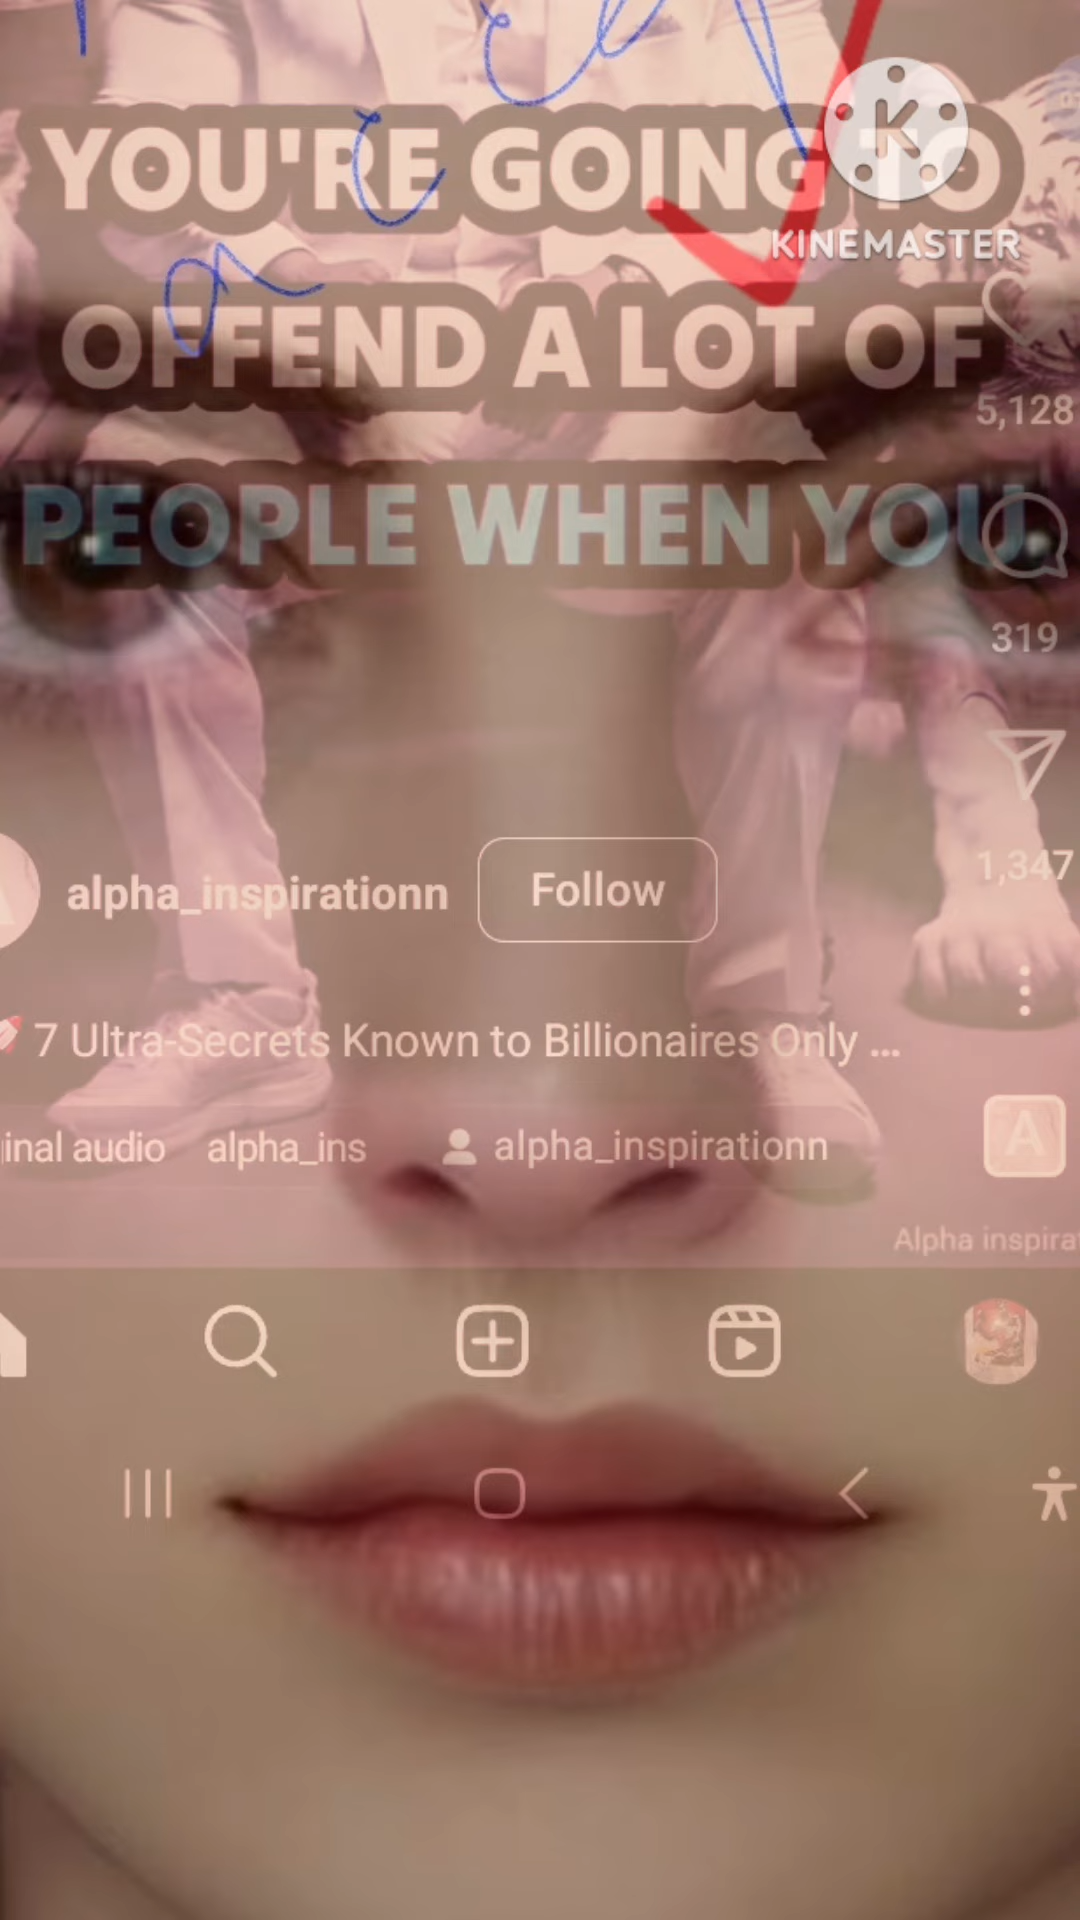 YOU'RE GOING TO
KINEMASTER
OFFEND A LOT OF
5,128
PEOPLE WHEN YOU
319
1,347
alpha_inspirationn Follow
7 Ultra-Secrets Known to Billionaires Only ...
inal audio alpha_ins alpha_inspirationn
A
Alpha inspira